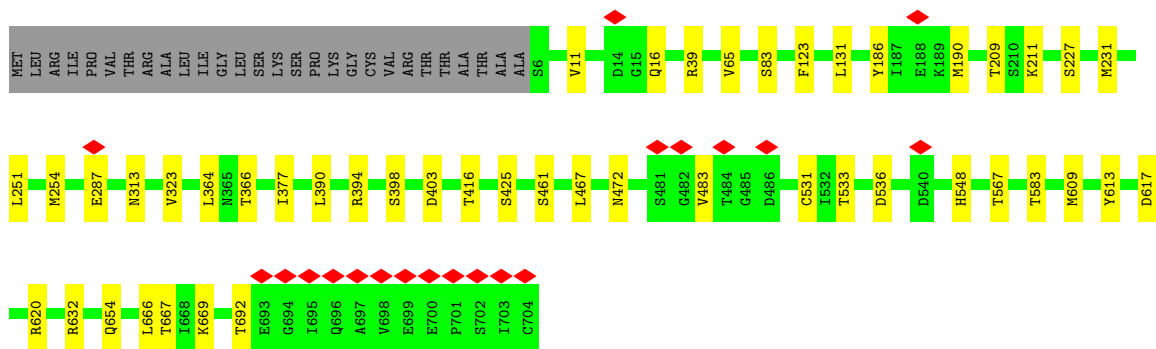 MET LEU ARG ILE PRO VAL THR ARG ALA LEU ILE GLY LEU SER LYS SER PRO LYS GLY CYS VAL ARG THR THR ALA THR ALA ALA S6 V11 D14 G15 Q16 R39 V65 S83 F123 L131 Y186 I187 E188 K189 M190 T209 S210 K211 S227 M231
L251 M254 E287 N313 V323 L364 N365 T366 I377 L390 R394 S398 D403 T416 S425 S461 L467 N472 S481 G482 V483 T484 G485 D486 C531 I532 T533 D536 D540 H548 T567 T583 M609 Y613 D617
R620 R632 Q654 L666 T667 I668 K669 T692 E693 G694 I695 Q696 A697 V698 E699 E700 P701 S702 I703 C704